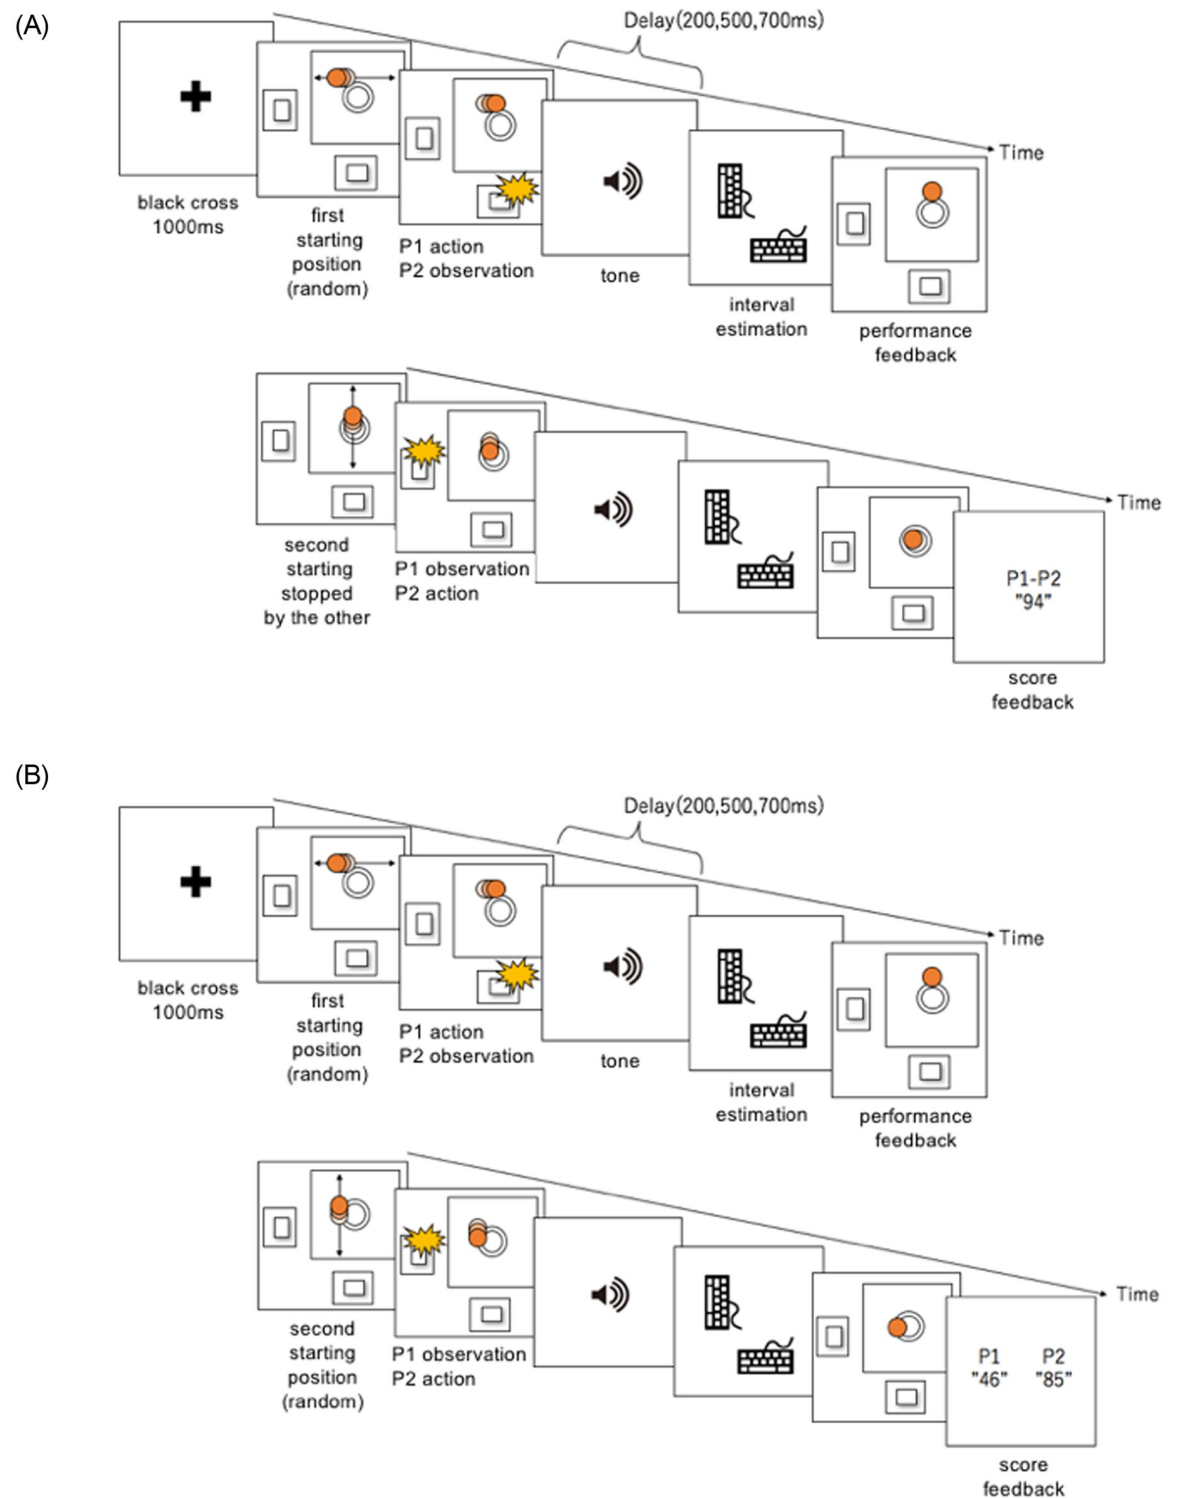 (A)
Delay(200,500,700ms)
Time
black cross
1000ms
first
starting
position
(random)
P1 action
P2 observation
tone
interval
estimation
performance
feedback
Time
second
starting
stopped
by the other
P1 observation
P2 action
P1-P2
"94"
score
feedback
(B)
Delay(200,500,700ms)
Time
black cross
1000ms
first
starting
position
(random)
P1 action
P2 observation
tone
interval
estimation
performance
feedback
Time
second
starting
position
(random)
P1 observation
P2 action
P1 P2
"46" "85"
score
feedback